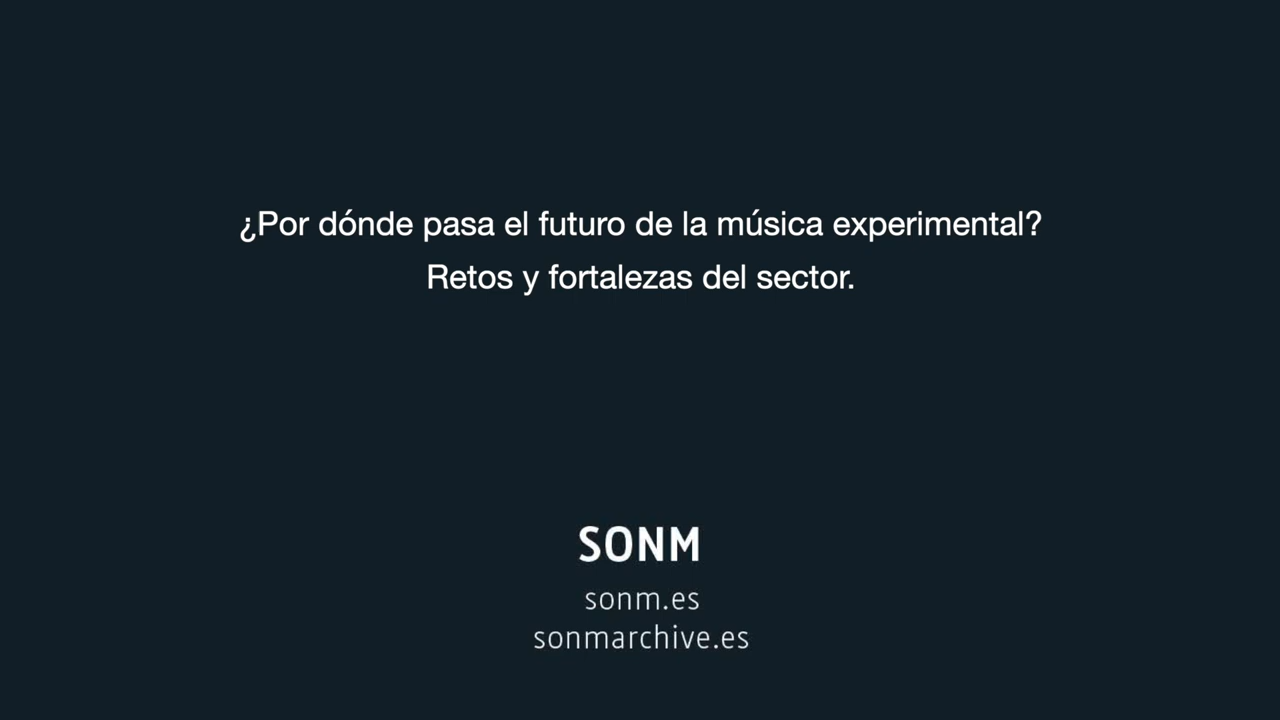 ¿Por dónde pasa el futuro de la música experimental?
Retos y fortalezas del sector.
SONM
sonm.es
sonmarchive.es